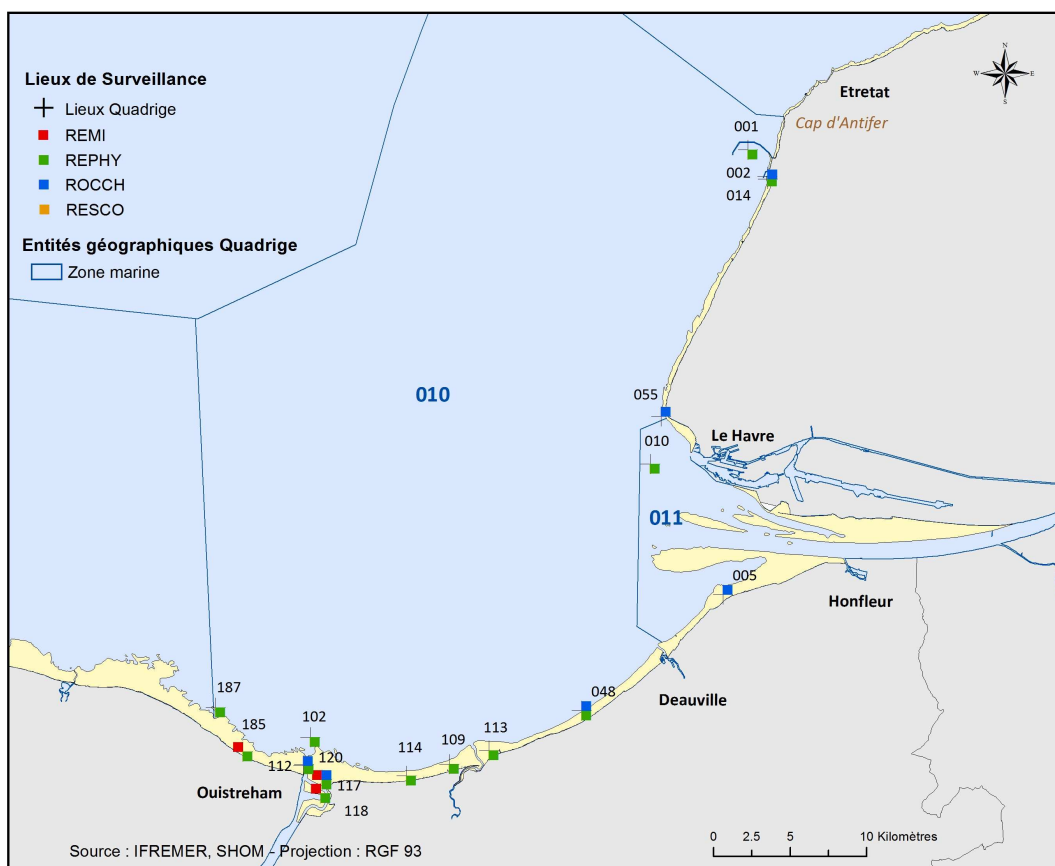 Lieux de Surveillance
Lieux Quadrige
REMI
REPHY
ROCCH
RESCO
Entités géographiques Quadrige
Zone marine
N
W E
S
Etretat
Cap d'Antifer
001
002
014
010
055
Le Havre
010
011
005
Honfleur
Deauville
048
187
185
102
113
109
114
120
112
117
118
Ouistreham
0 2.5 5 10 Kilomètres
Source : IFREMER, SHOM - Projection : RGF 93